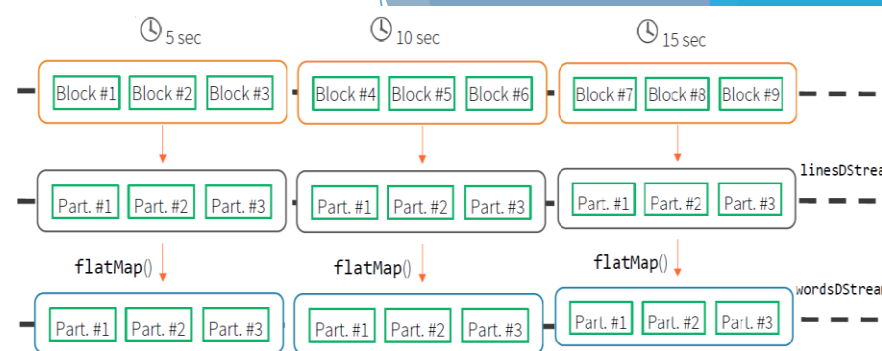 5 sec 10 sec 15 sec
Block #1 Block #2 Block #3 Block #4 Block #5 Block #6 Block #7 Block #8 Block #9
linesDStrea
Part. #1 Part. #2 Part. #3 Part. #1 Part. #2 Part. #3 Part. #1 Part. #2 Part. #3
flatMap() flatMap() flatMap()
wordsDStream
Part. #1 Part. #2 Part. #3 Part. #1 Part. #2 Part. #3 Part. #1 Part. #2 Part. #3